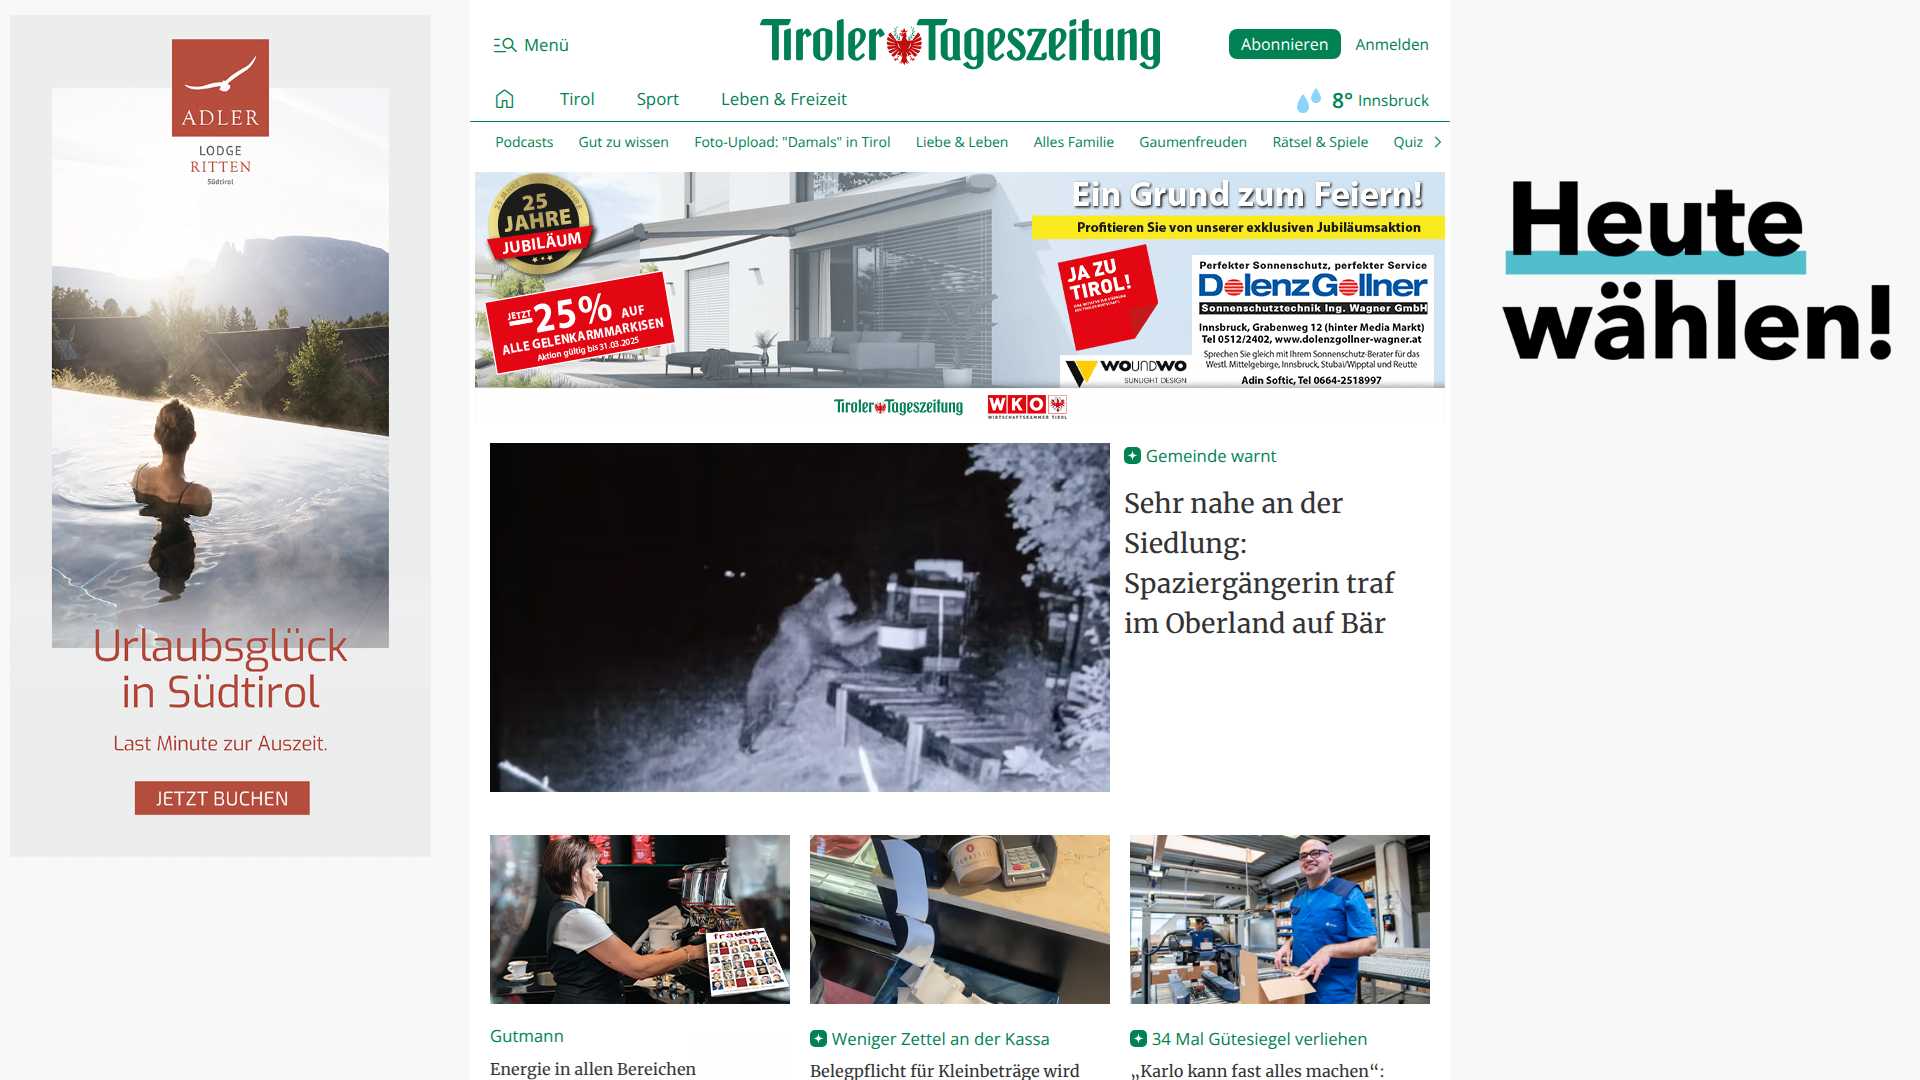 ADLER
LODGE
RITTEN
Südtirol
Urlaubsglück
in Südtirol
Last Minute zur Auszeit.
JETZT BUCHEN
Menü
Tiroler Tageszeitung
Abonnieren
Anmelden
Tirol
Sport
Leben & Freizeit
8° Innsbruck
Podcasts
Gut zu wissen
Foto-Upload: "Damals" in Tirol
Liebe & Leben
Alles Familie
Gaumenfreuden
Rätsel & Spiele
Quiz
25
JAHRE
JUBILÄUM
JETZT
–25% AUF
ALLE GELENKARMMARKISEN
Aktion gültig bis 31.03.2025
Ein Grund zum Feiern!
Profitieren Sie von unserer exklusiven Jubiläumsaktion
JA ZU
TIROL!
WOUNDWO
SUNLIGHT DESIGN
Perfekter Sonnenschutz, perfekter Service
DolenzGollner
Sonnenschutztechnik Ing. Wagner GmbH
Innsbruck, Grabenweg 12 (hinter Media Markt)
Tel 0512/2402, www.dolenzgollner-wagner.at
Sprechen Sie gleich mit Ihrem Sonnenschutz-Berater für das
Westl. Mittelgebirge, Innsbruck, Stubai/Wipptal und Reutte
Adin Softic, Tel 0664-2518997
Tiroler Tageszeitung
WKO
WIRTSCHAFTSKAMMER TIROL
Gemeinde warnt
Sehr nahe an der
Siedlung:
Spaziergängerin traf
im Oberland auf Bär
frauen
Gutmann
Energie in allen Bereichen
Weniger Zettel an der Kassa
Belegpflicht für Kleinbeträge wird
34 Mal Gütesiegel verliehen
„Karlo kann fast alles machen“:
Heute
wählen!